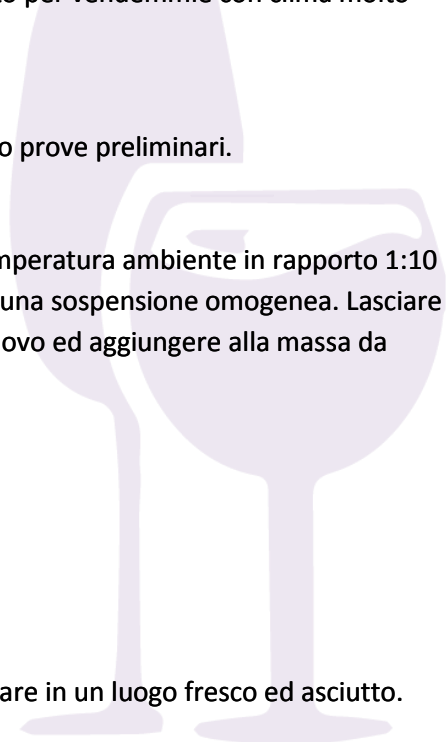 o per vendemmie con clima molto
o prove preliminari.
mperatura ambiente in rapporto 1:10
una sospensione omogenea. Lasciare
ovo ed aggiungere alla massa da
are in un luogo fresco ed asciutto.